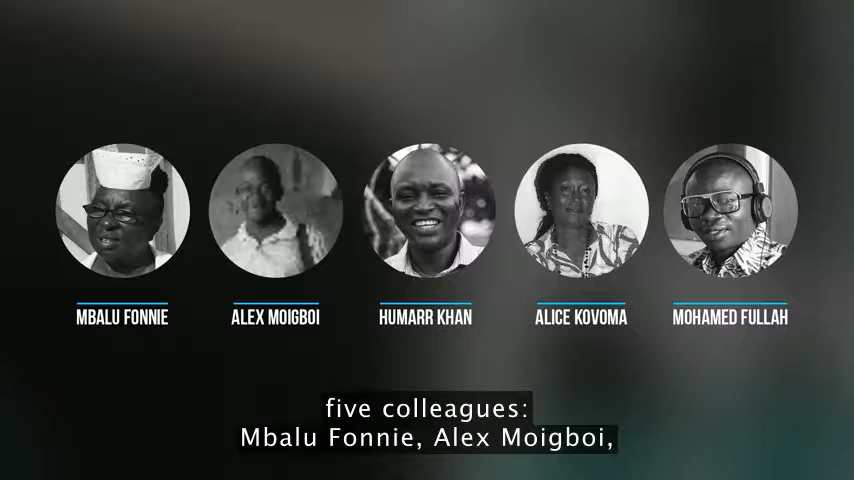 MBALU FONNIE
ALEX MOIGBOI
HUMARR KHAN
ALICE KOVOMA
MOHAMED FULLAH
five colleagues:
Mbalu Fonnie, Alex Moigboi,